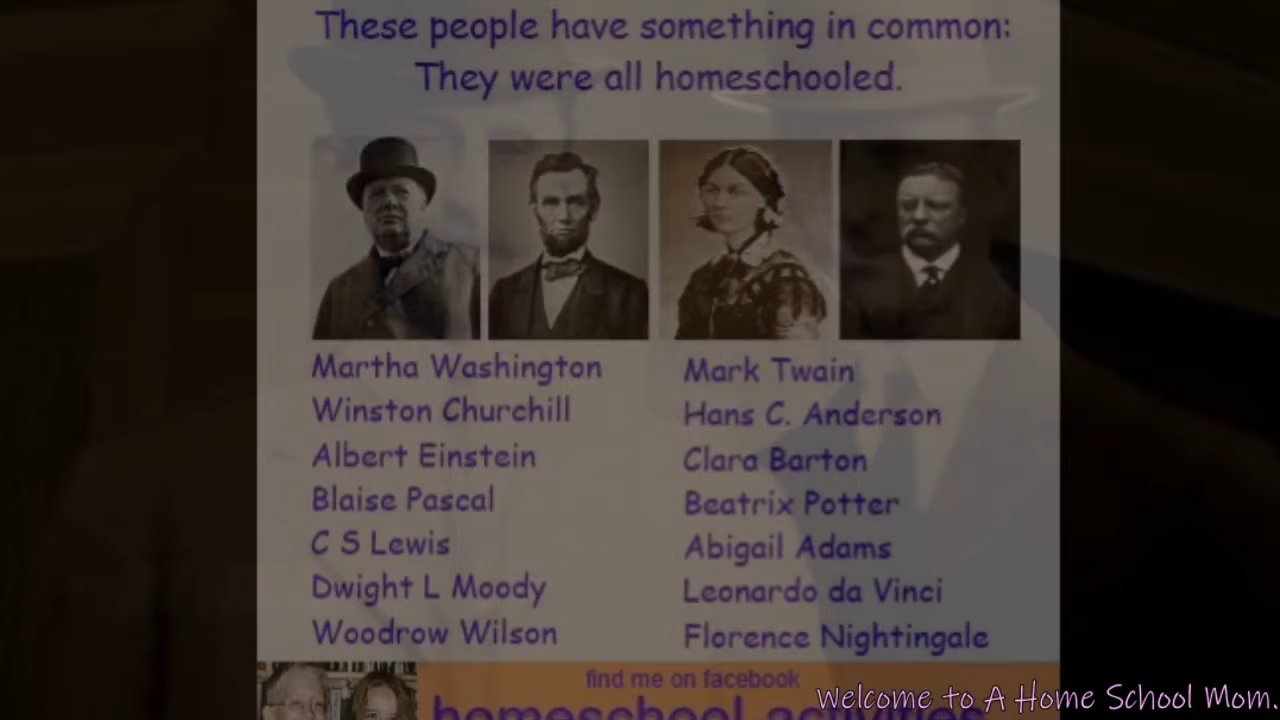 These people have something in common:
They were all homeschooled.
Martha Washington
Winston Churchill
Albert Einstein
Blaise Pascal
C S Lewis
Dwight L Moody
Woodrow Wilson
Mark Twain
Hans C. Anderson
Clara Barton
Beatrix Potter
Abigail Adams
Leonardo da Vinci
Florence Nightingale
find me on facebook
homeschool activities
Welcome to A Home School Mom.